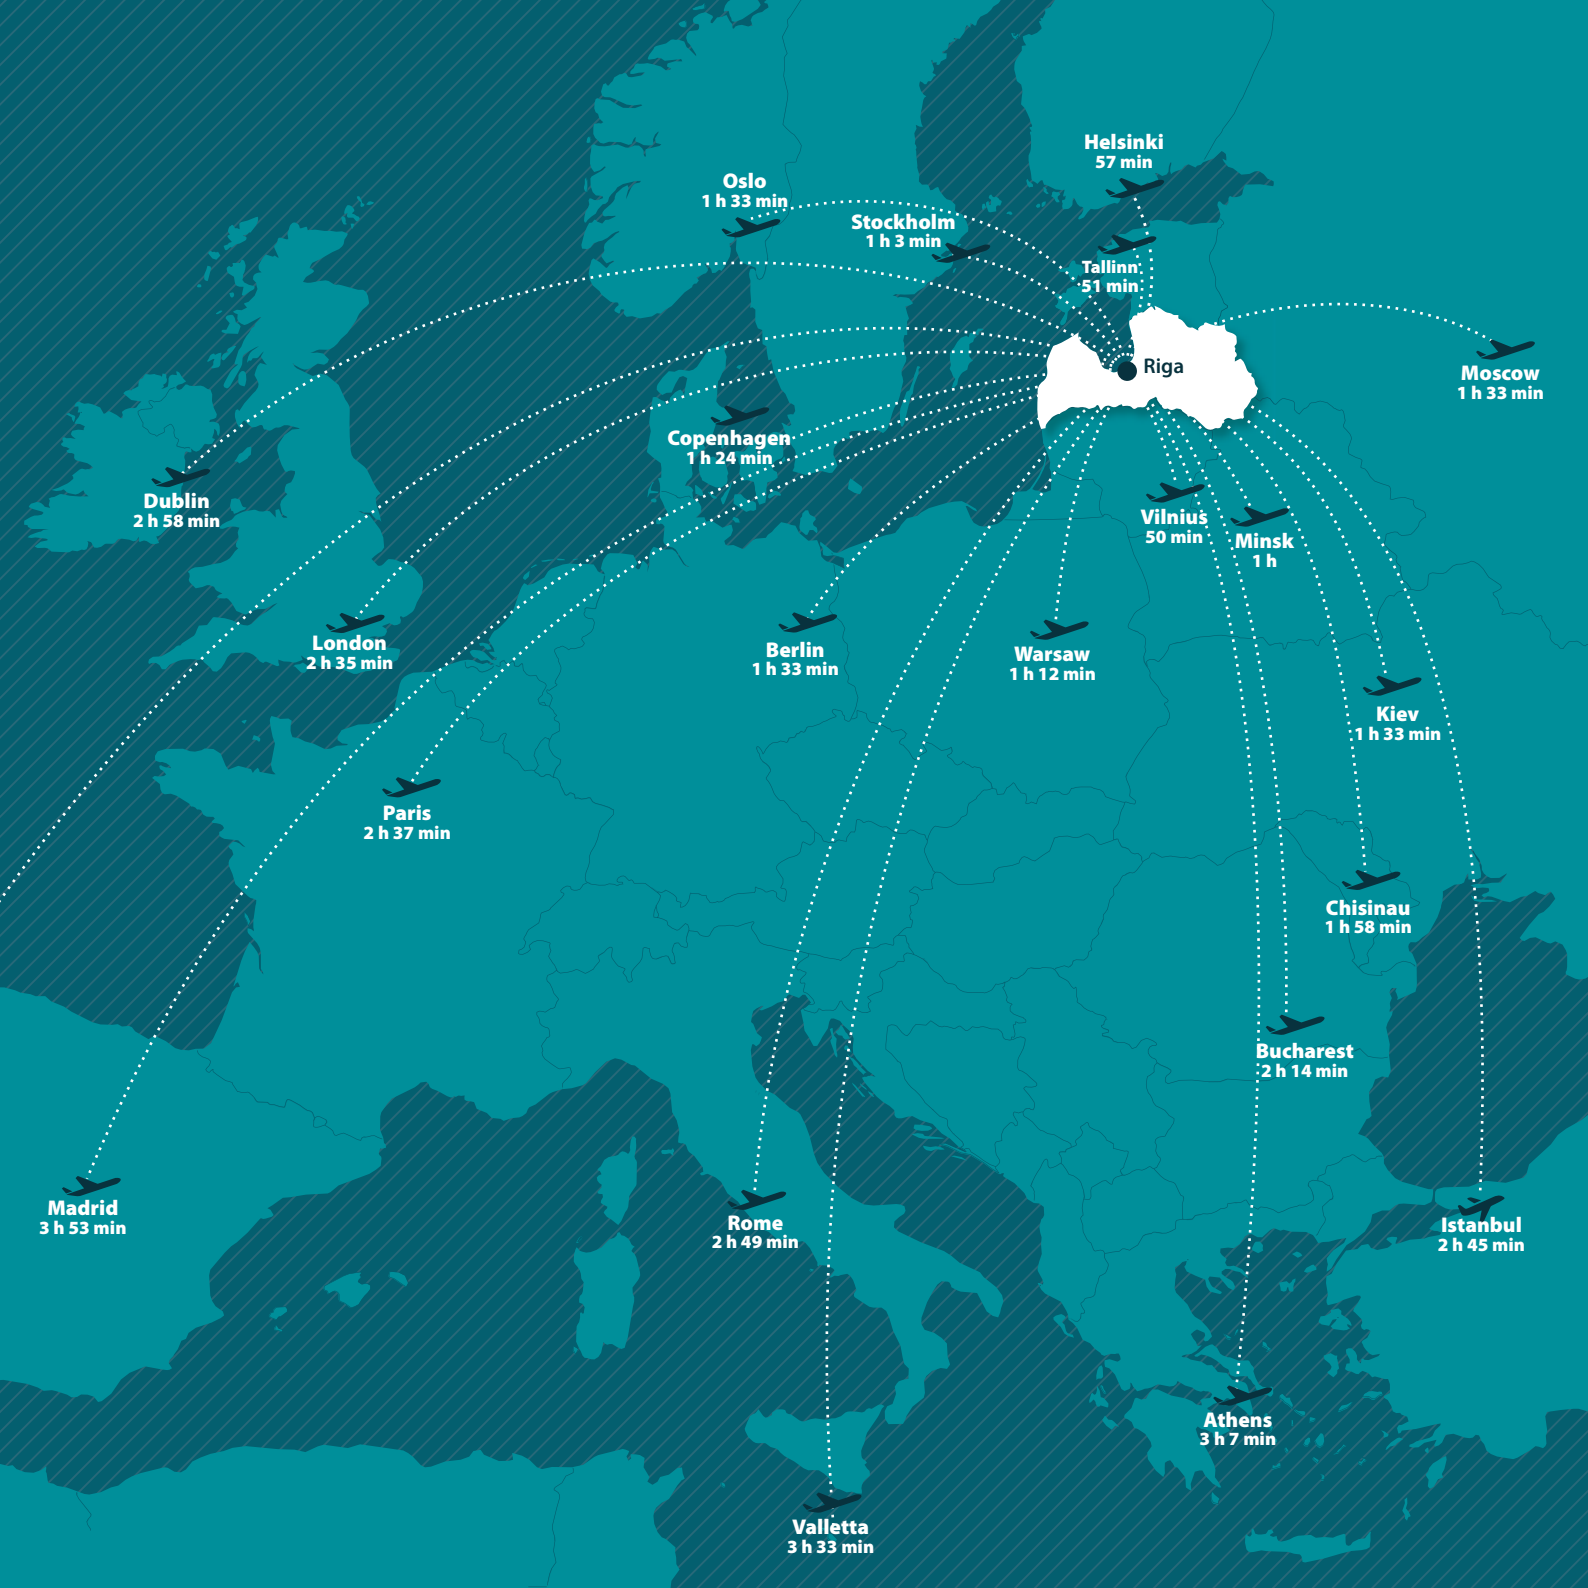 Helsinki
57 min
Oslo
1 h 33 min
Stockholm
1 h 3 min
Tallinn
51 min
Riga
Moscow
1 h 33 min
Copenhagen
1 h 24 min
Dublin
2 h 58 min
Vilnius
50 min
Minsk
1 h
London
2 h 35 min
Berlin
1 h 33 min
Warsaw
1 h 12 min
Kiev
1 h 33 min
Paris
2 h 37 min
Chisinau
1 h 58 min
Bucharest
2 h 14 min
Madrid
3 h 53 min
Rome
2 h 49 min
Istanbul
2 h 45 min
Athens
3 h 7 min
Valletta
3 h 33 min